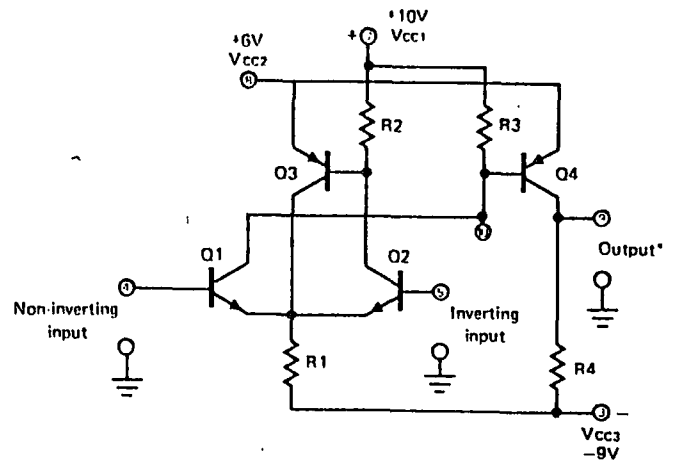 +10V
VCC1
+6V
VCC2
+
R2
R3
Q3
Q4
Q1
Q2
Output*
Non-inverting
input
Inverting
input
R1
R4
VCC3
−9V
−